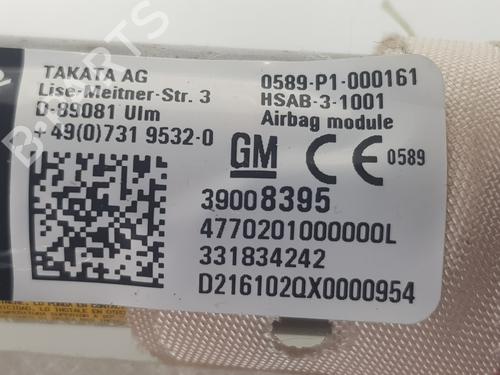 TAKATA AG
Lise-Meitner-Str. 3
D-89081 Ulm
+49(0)731 9532-0
0589-P1-000161
HSAB-3-1001
Airbag module
GM CE 0589
39008395
4770201000000L
331834242
D216102QX0000954